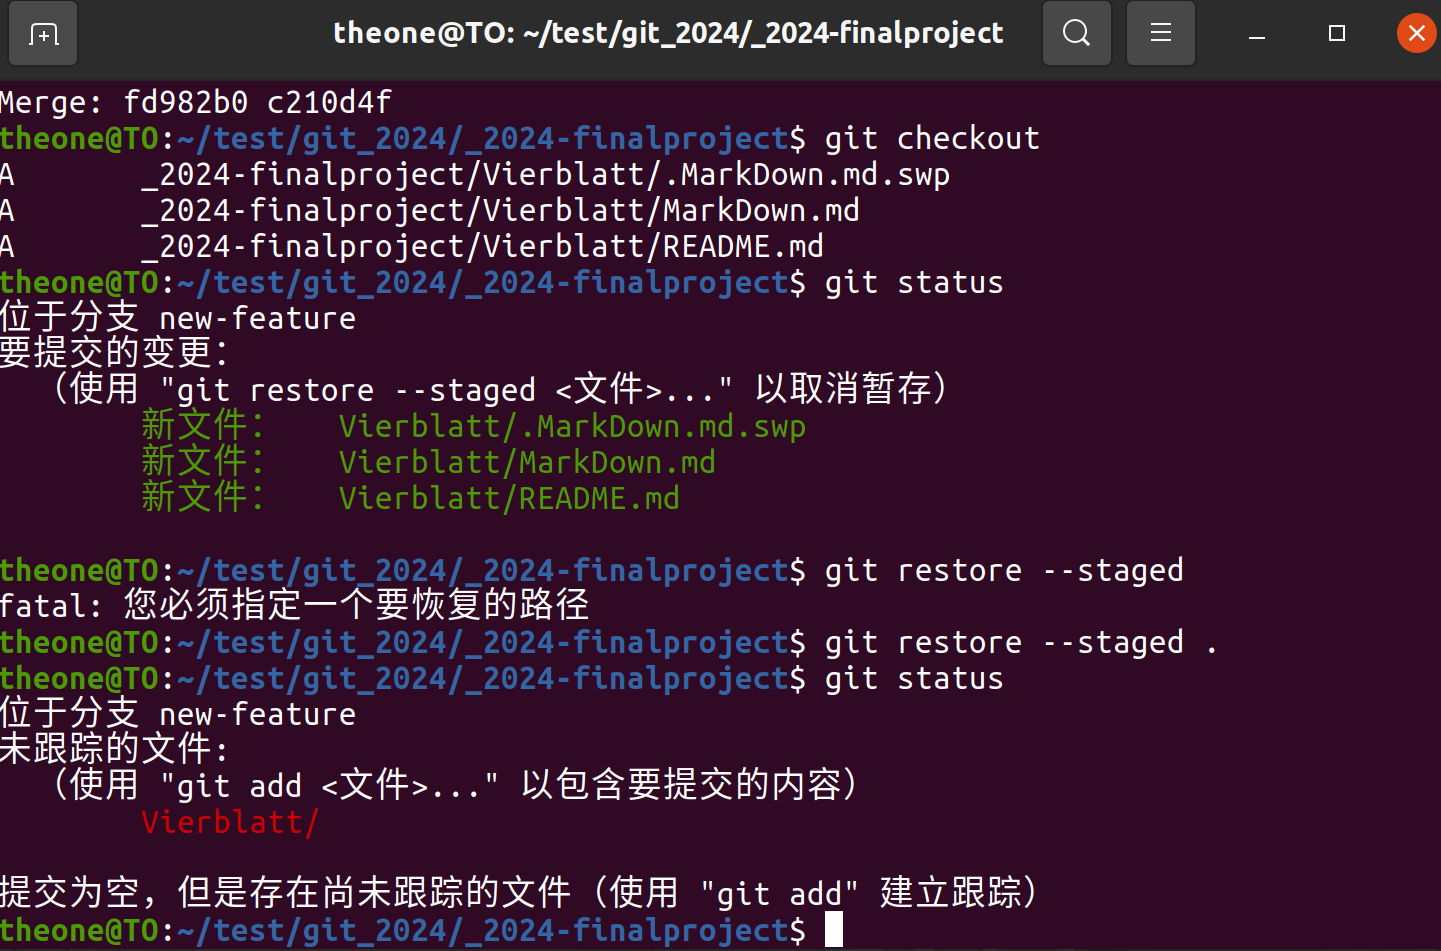 theone@TO: ~/test/git_2024/_2024-finalproject
Merge: fd982b0 c210d4f
theone@TO:~/test/git_2024/_2024-finalproject$ git checkout
A       _2024-finalproject/Vierblatt/.MarkDown.md.swp
A       _2024-finalproject/Vierblatt/MarkDown.md
A       _2024-finalproject/Vierblatt/README.md
theone@TO:~/test/git_2024/_2024-finalproject$ git status
位于分支 new-feature
要提交的变更：
  （使用 "git restore --staged <文件>..." 以取消暂存）
        新文件：   Vierblatt/.MarkDown.md.swp
        新文件：   Vierblatt/MarkDown.md
        新文件：   Vierblatt/README.md
theone@TO:~/test/git_2024/_2024-finalproject$ git restore --staged
fatal: 您必须指定一个要恢复的路径
theone@TO:~/test/git_2024/_2024-finalproject$ git restore --staged .
theone@TO:~/test/git_2024/_2024-finalproject$ git status
位于分支 new-feature
未跟踪的文件:
  （使用 "git add <文件>..." 以包含要提交的内容）
        Vierblatt/
提交为空，但是存在尚未跟踪的文件（使用 "git add" 建立跟踪）
theone@TO:~/test/git_2024/_2024-finalproject$